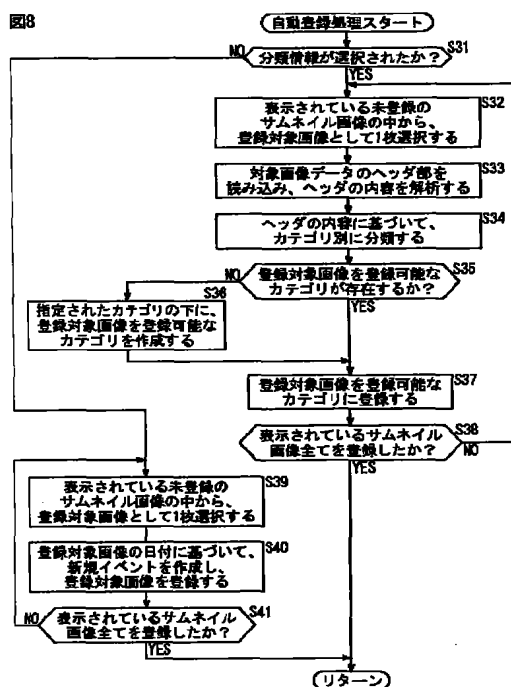 図8
自動登録処理スタート
S31
分類情報が選択されたか？
NO
YES
S32
表示されている未登録の
サムネイル画像の中から、
登録対象画像として1枚選択する
S33
対象画像データのヘッダ部を
読み込み、ヘッダの内容を解析する
S34
ヘッダの内容に基づいて、
カテゴリ別に分類する
S35
登録対象画像を登録可能な
カテゴリが存在するか？
NO
YES
S36
指定されたカテゴリの下に、
登録対象画像を登録可能な
カテゴリを作成する
S37
登録対象画像を登録可能な
カテゴリに登録する
S38
表示されているサムネイル
画像全てを登録したか？
NO
YES
S39
表示されている未登録の
サムネイル画像の中から、
登録対象画像として1枚選択する
S40
登録対象画像の日付に基づいて、
新規イベントを作成し、
登録対象画像を登録する
S41
表示されているサムネイル
画像全てを登録したか？
NO
YES
リターン